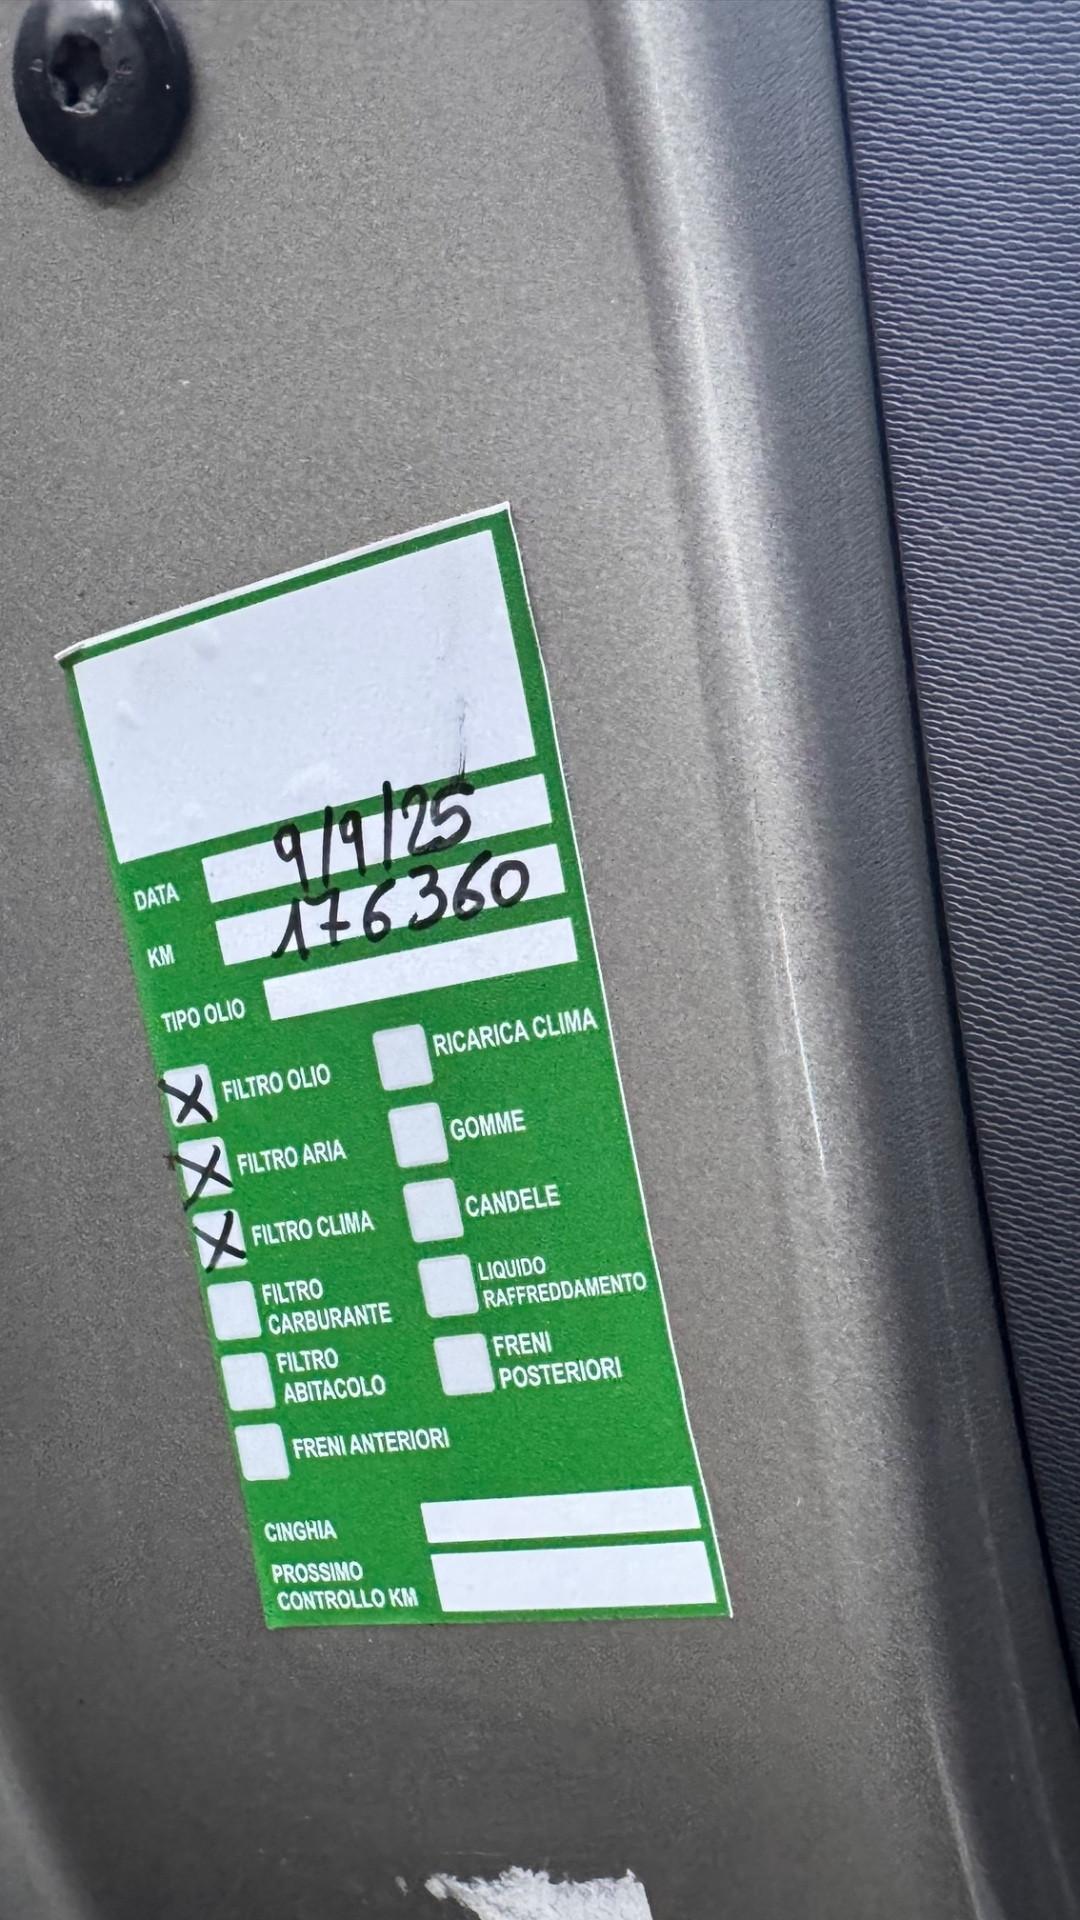 DATA 9/9/25
KM 176360
TIPO OLIO
FILTRO OLIO
RICARICA CLIMA
FILTRO ARIA
GOMME
FILTRO CLIMA
CANDELE
FILTRO
CARBURANTE
LIQUIDO
RAFFREDDAMENTO
FILTRO
ABITACOLO
FRENI
POSTERIORI
FRENI ANTERIORI
CINGHIA
PROSSIMO
CONTROLLO KM